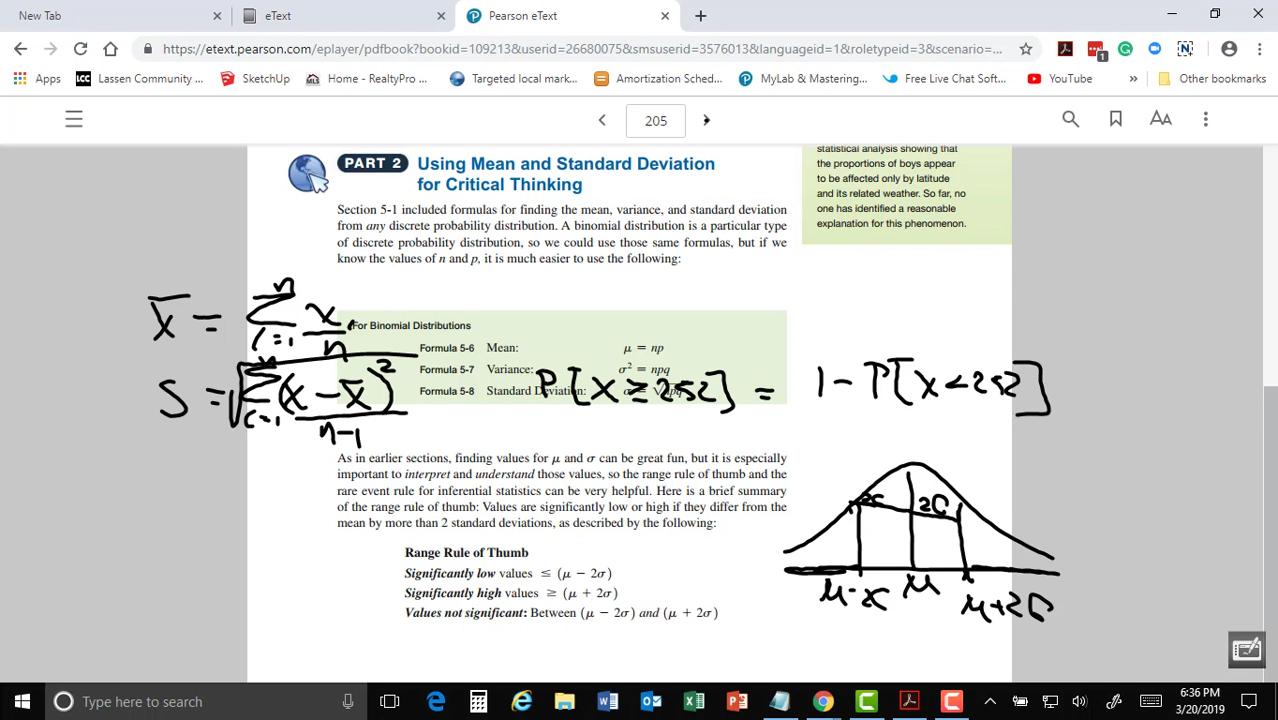 New Tab
eText
Pearson eText
https://etext.pearson.com/eplayer/pdfbook?bookid=109213&userid=26680075&smsuserid=3576013&languageid=1&roletypeid=3&scenario=...
Apps
Lassen Community ...
SketchUp
Home - RealtyPro ...
Targeted local mark...
Amortization Sched...
MyLab & Mastering...
Free Live Chat Soft...
YouTube
»
Other bookmarks
205
statistical analysis showing that
the proportions of boys appear
to be affected only by latitude
and its related weather. So far, no
one has identified a reasonable
explanation for this phenomenon.
PART 2 Using Mean and Standard Deviation
for Critical Thinking
Section 5-1 included formulas for finding the mean, variance, and standard deviation
from any discrete probability distribution. A binomial distribution is a particular type
of discrete probability distribution, so we could use those same formulas, but if we
know the values of n and p, it is much easier to use the following:
x̄ = n Σ i=1 x/n
For Binomial Distributions
Formula 5-6 Mean: μ = np
Formula 5-7 Variance: σ² = npq
Formula 5-8 Standard Deviation: σ = √npq
S = √ n Σ i=1 (x − x̄)² / n−1
P[X ≥ 252] = 1 − P[X < 252]
As in earlier sections, finding values for μ and σ can be great fun, but it is especially
important to interpret and understand those values, so the range rule of thumb and the
rare event rule for inferential statistics can be very helpful. Here is a brief summary
of the range rule of thumb: Values are significantly low or high if they differ from the
mean by more than 2 standard deviations, as described by the following:
Range Rule of Thumb
Significantly low values ≤ (μ − 2σ)
Significantly high values ≥ (μ + 2σ)
Values not significant: Between (μ − 2σ) and (μ + 2σ)
2σ 2σ
μ-2σ μ μ+2σ
Type here to search
6:36 PM
3/20/2019